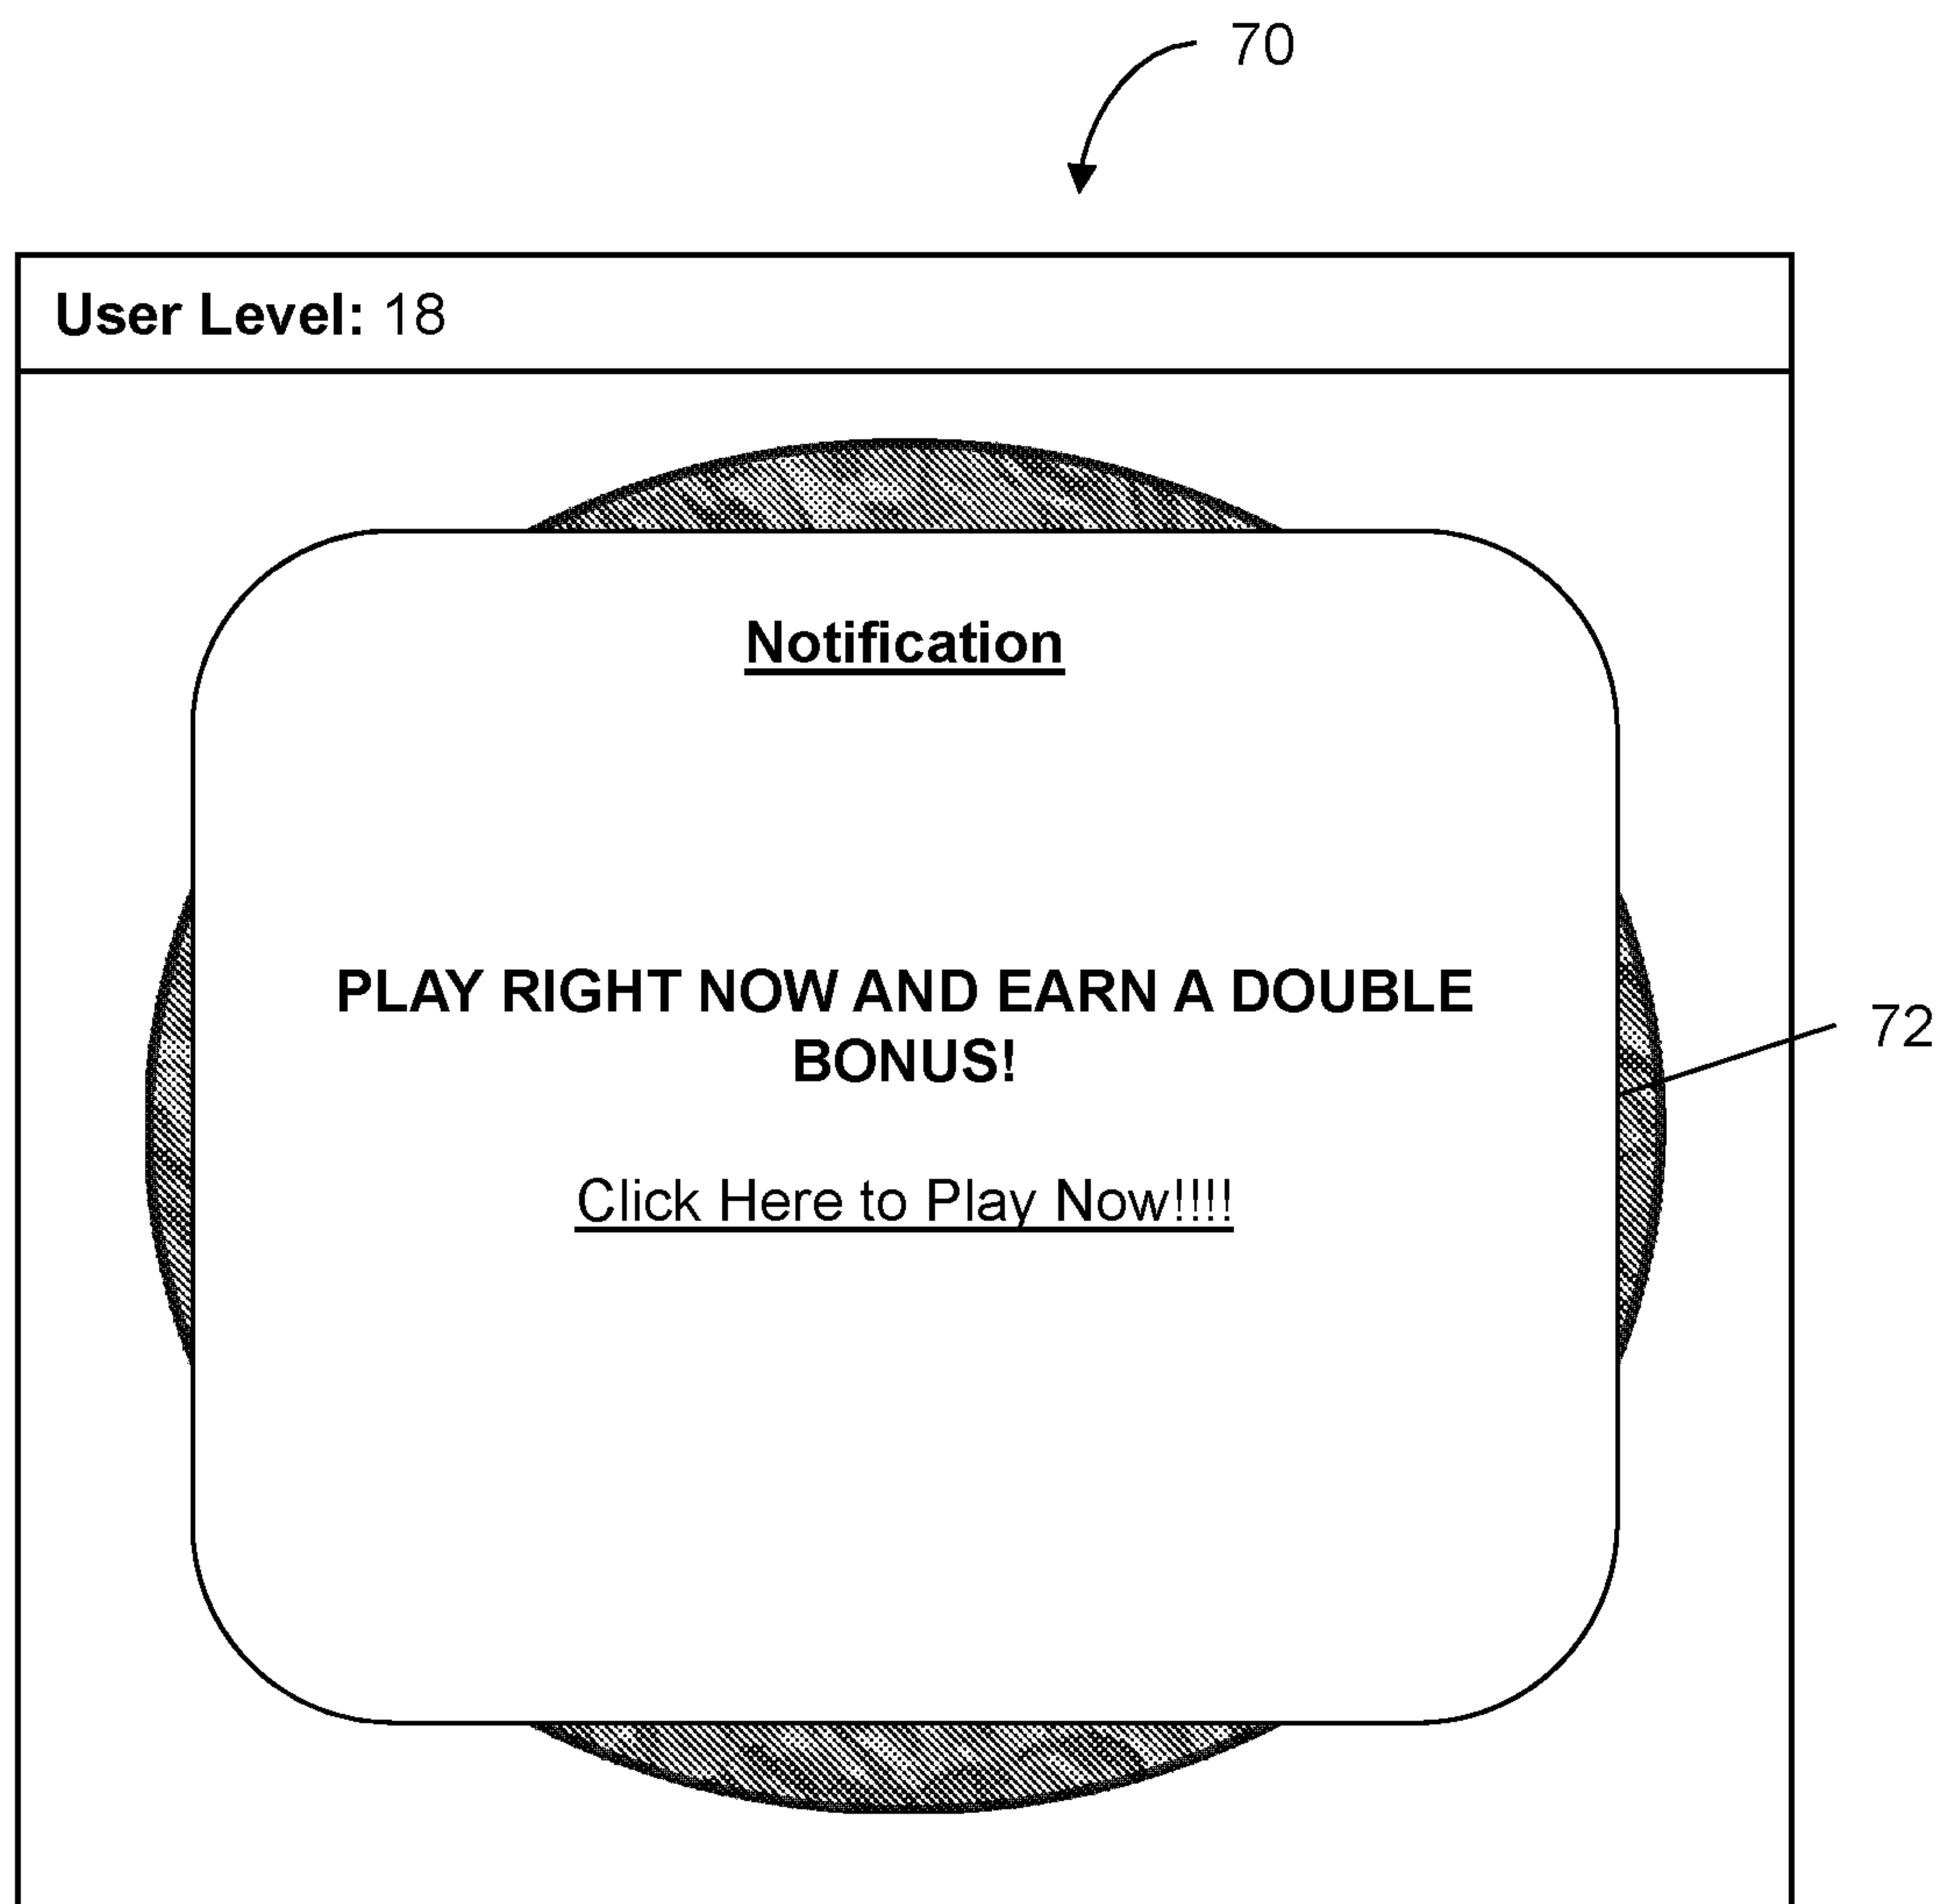 70
User Level: 18
Notification
PLAY RIGHT NOW AND EARN A DOUBLE
BONUS!
72
Click Here to Play Now!!!!